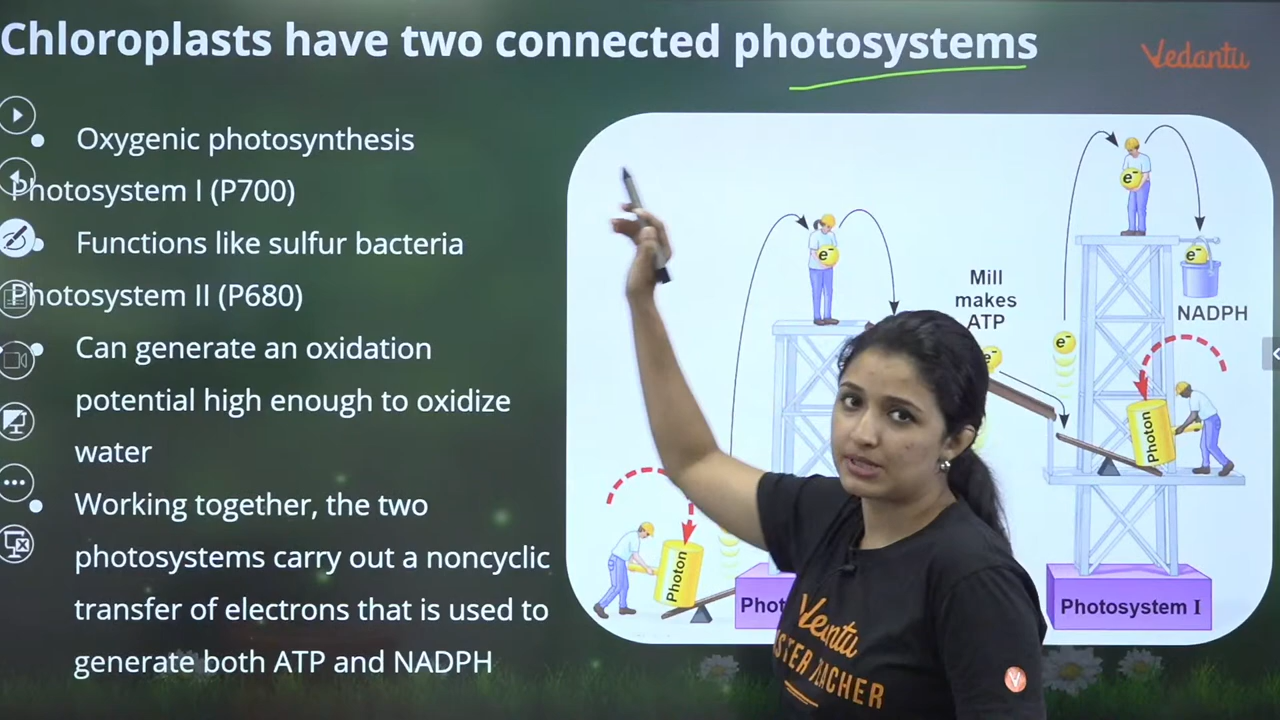 Chloroplasts have two connected photosystems
Vedantu
Oxygenic photosynthesis
Photosystem I (P700)
Functions like sulfur bacteria
Photosystem II (P680)
Can generate an oxidation
potential high enough to oxidize
water
Working together, the two
photosystems carry out a noncyclic
transfer of electrons that is used to
generate both ATP and NADPH
e-
e-
e-
Mill
makes
ATP
NADPH
e-
e-
Photon
Photon
Phot
Photosystem I
Vedantu
STER TEACHER
V